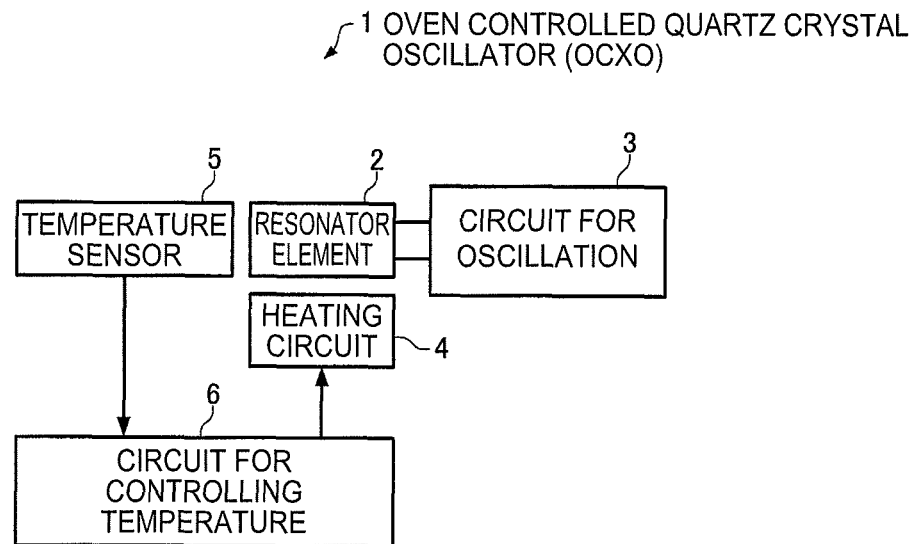 1 OVEN CONTROLLED QUARTZ CRYSTAL
OSCILLATOR (OCXO)
5
TEMPERATURE
SENSOR
2
RESONATOR
ELEMENT
3
CIRCUIT FOR
OSCILLATION
HEATING
CIRCUIT
4
6
CIRCUIT FOR
CONTROLLING
TEMPERATURE